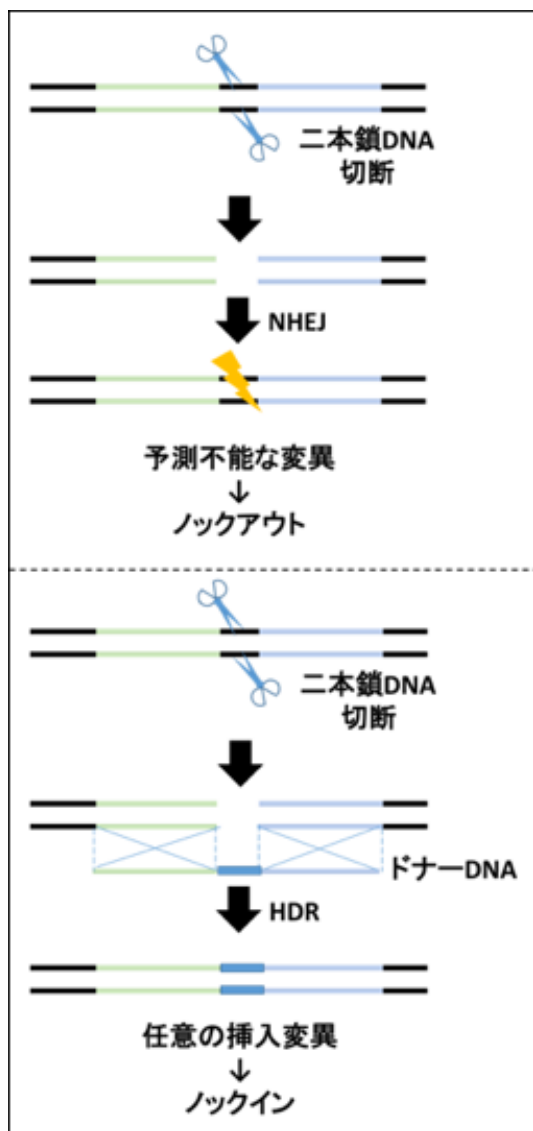 二本鎖DNA
切断
NHEJ
予測不能な変異
↓
ノックアウト
二本鎖DNA
切断
ドナーDNA
HDR
任意の挿入変異
↓
ノックイン